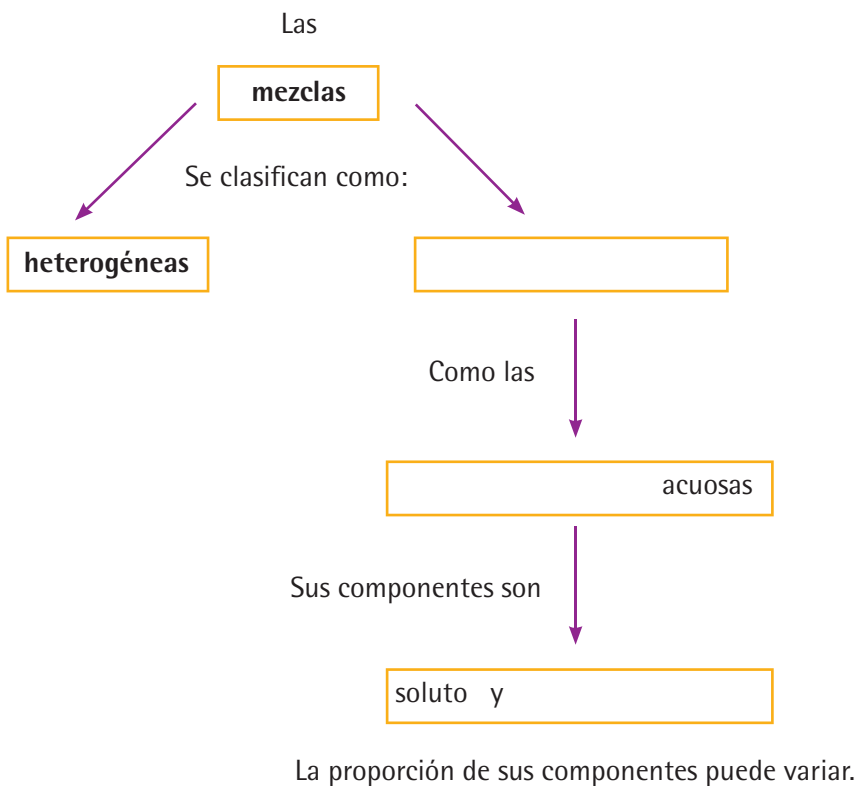 Las
mezclas
Se clasifican como:
heterogéneas
Como las
acuosas
Sus componentes son
soluto y
La proporción de sus componentes puede variar.